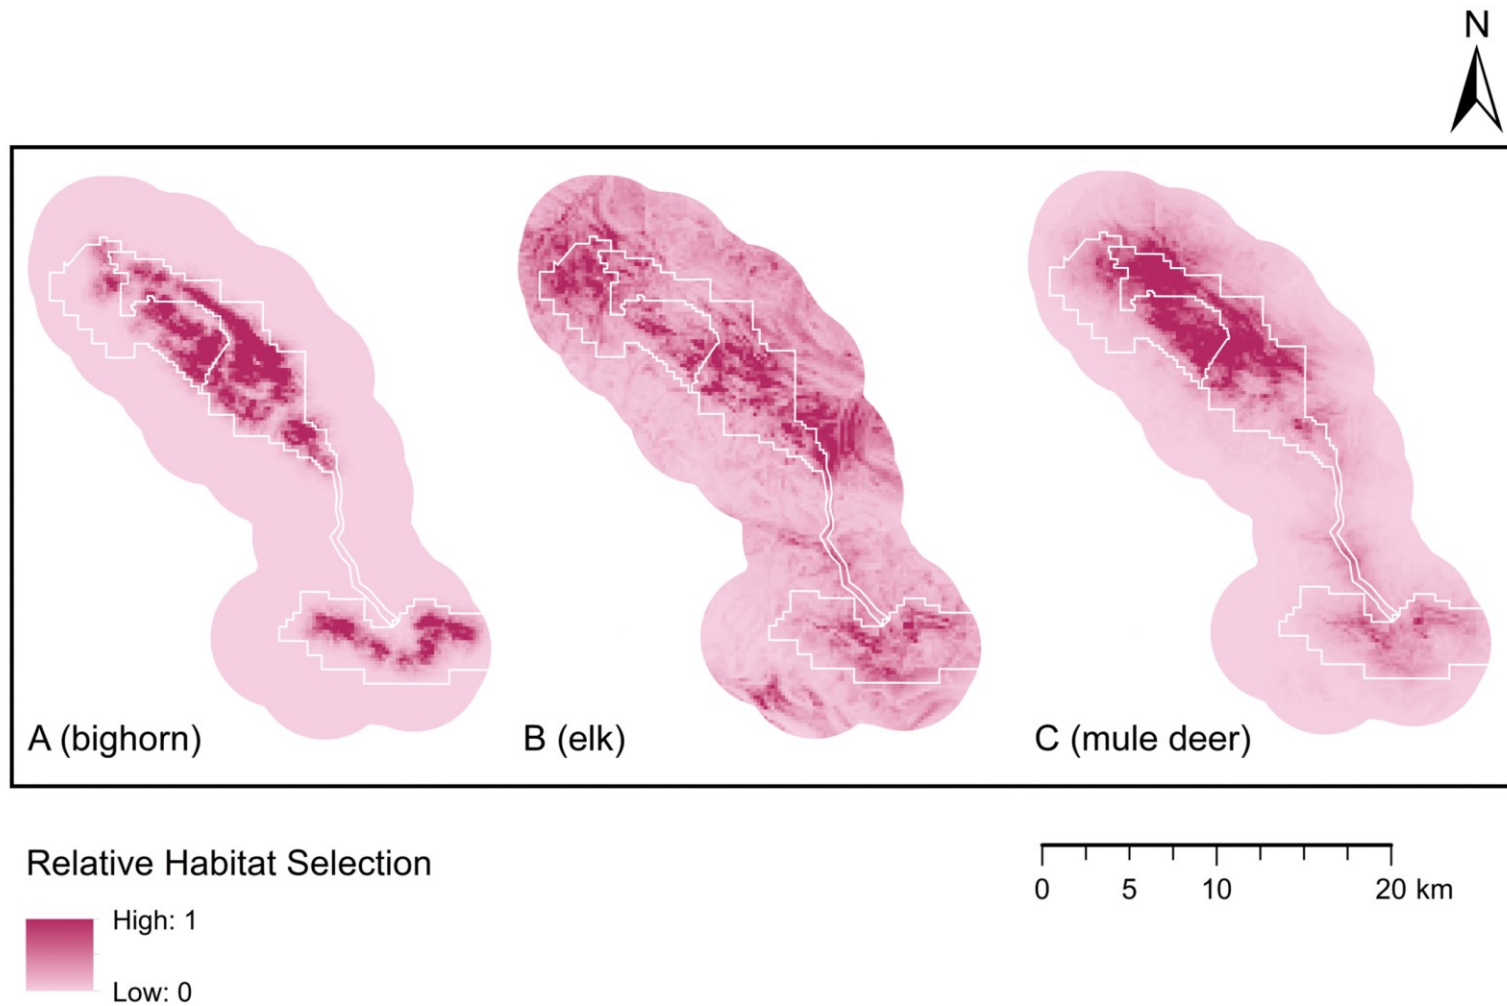 N
A (bighorn)
B (elk)
C (mule deer)
Relative Habitat Selection
High: 1
Low: 0
0 5 10 20 km